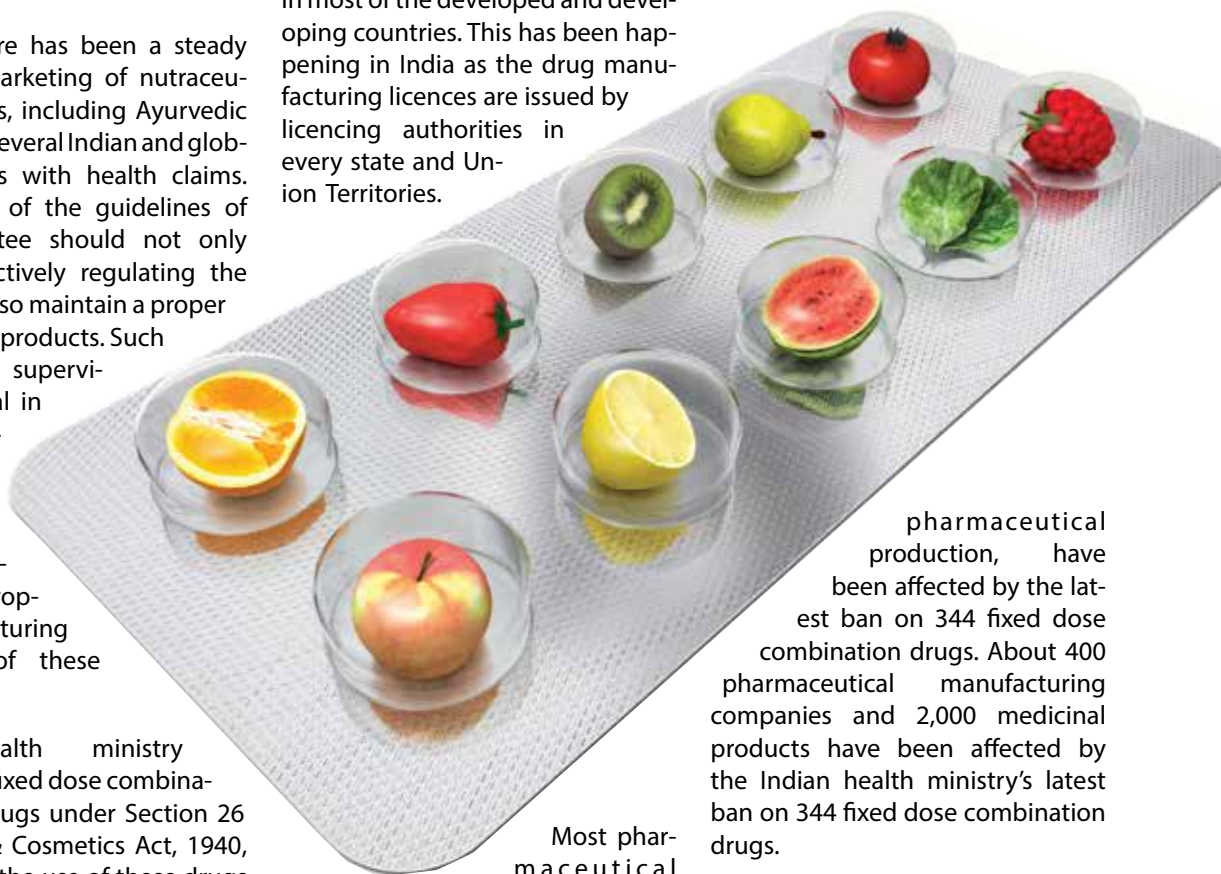 re has been a steady
arketing of nutraceu-
s, including Ayurvedic
everal Indian and glob-
s with health claims.
of the guidelines of
tee should not only
ctively regulating the
so maintain a proper
products. Such
supervi-
l in
-
rop-
turing
of these
alth ministry
ixed dose combina-
ugs under Section 26
Cosmetics Act, 1940,
the use of these drugs
in most of the developed and devel-
oping countries. This has been hap-
pening in India as the drug manu-
facturing licences are issued by
licencing authorities in
every state and Un-
ion Territories.
Most phar-
maceutical
pharmaceutical
production, have
been affected by the lat-
est ban on 344 fixed dose
combination drugs. About 400
pharmaceutical manufacturing
companies and 2,000 medicinal
products have been affected by
the Indian health ministry's latest
ban on 344 fixed dose combination
drugs.